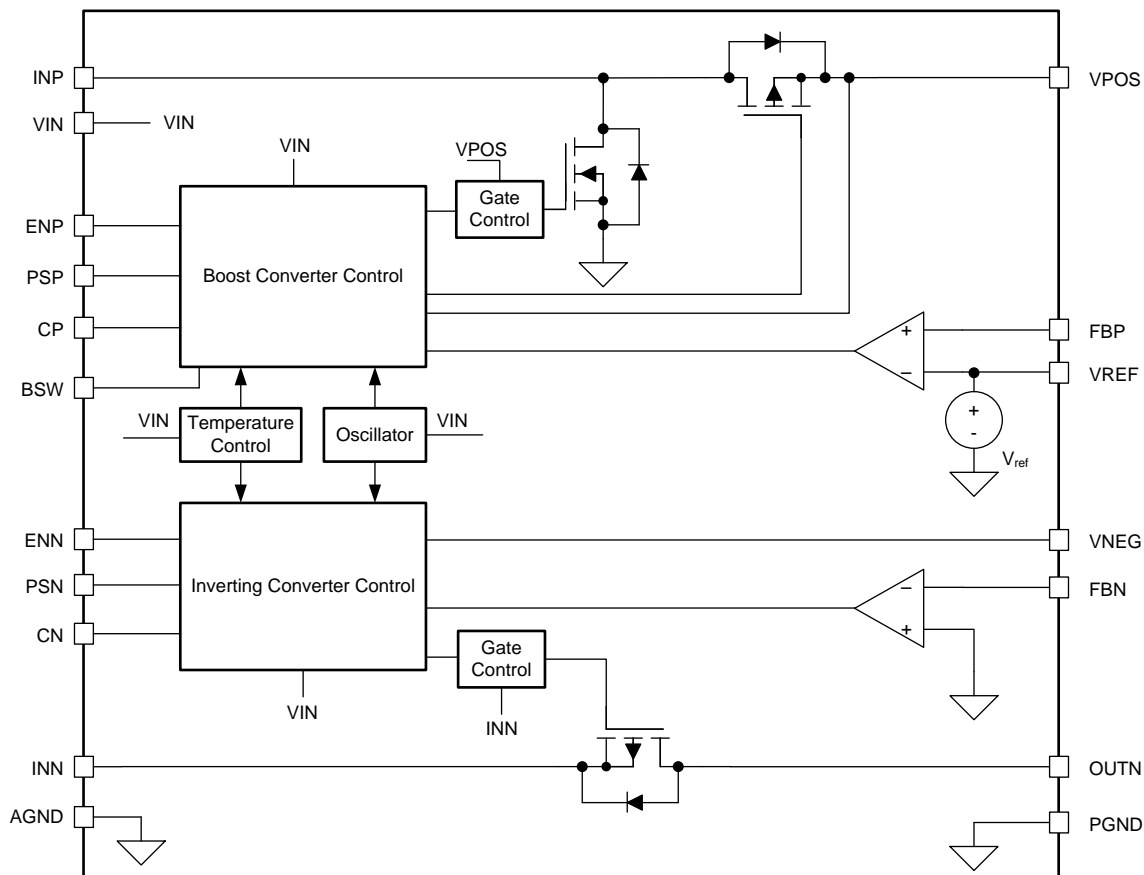 INP
VPOS
VIN
VIN
VIN
VPOS
Gate
Control
ENP
PSP
Boost Converter Control
CP
+
FBP
BSW
−
VREF
VIN
Temperature
Control
Oscillator
VIN
+
-
Vref
ENN
VNEG
PSN
Inverting Converter Control
−
FBN
CN
+
Gate
Control
VIN
INN
INN
OUTN
AGND
PGND